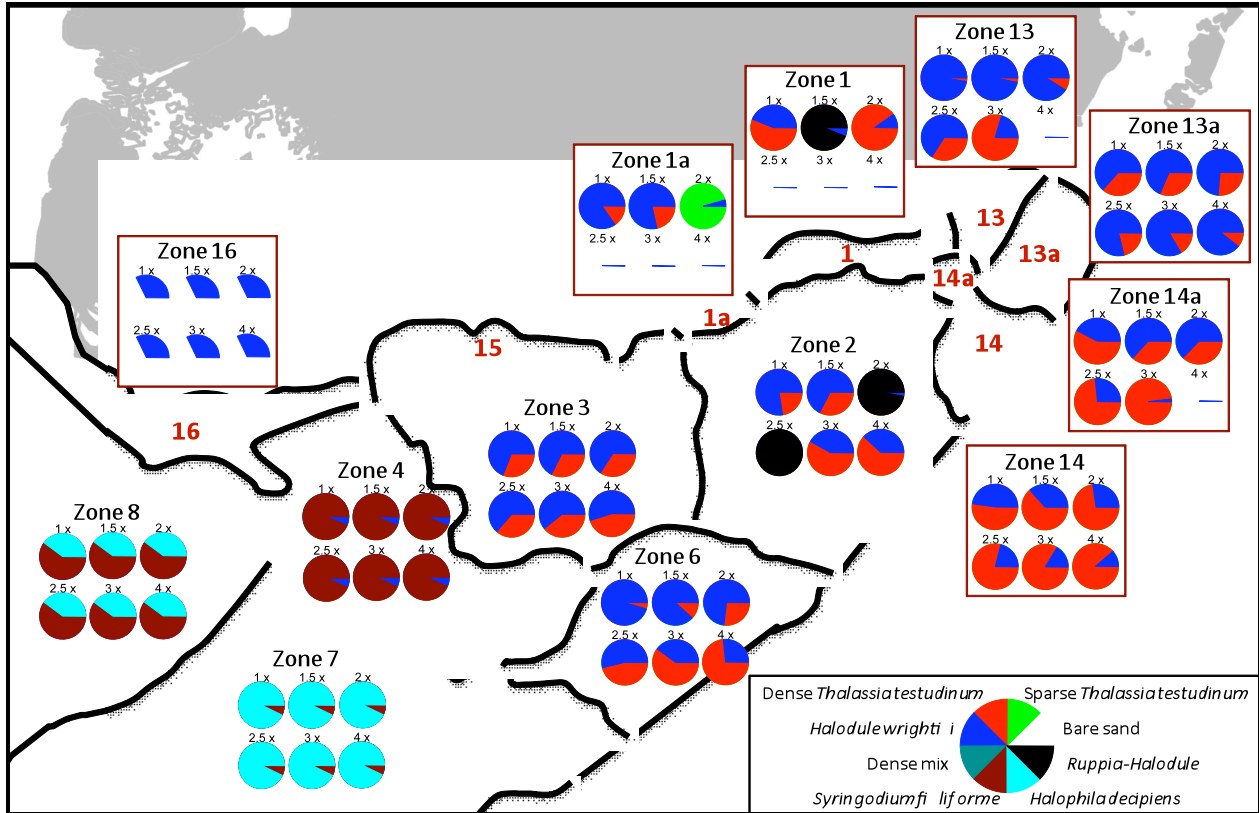 Zone 13
1 x 1.5 x 2 x
2.5 x 3 x 4 x
Zone 1
1 x 1.5 x 2 x
2.5 x 3 x 4 x
Zone 13a
1 x 1.5 x 2 x
2.5 x 3 x 4 x
Zone 1a
1 x 1.5 x 2 x
2.5 x 3 x 4 x
13
Zone 16
1 x 1.5 x 2 x
2.5 x 3 x 4 x
1
13a
14a
Zone 14a
1 x 1.5 x 2 x
2.5 x 3 x 4 x
1a
15
14
Zone 2
1 x 1.5 x 2 x
2.5 x 3 x 4 x
16
Zone 3
1 x 1.5 x 2 x
2.5 x 3 x 4 x
Zone 4
1 x 1.5 x 2 x
2.5 x 3 x 4 x
Zone 14
1 x 1.5 x 2 x
2.5 x 3 x 4 x
Zone 8
1 x 1.5 x 2 x
2.5 x 3 x 4 x
Zone 6
1 x 1.5 x 2 x
2.5 x 3 x 4 x
Zone 7
1 x 1.5 x 2 x
2.5 x 3 x 4 x
Dense Thalassia testudinum Sparse Thalassia testudinum
Halodule wrighti i Bare sand
Dense mix Ruppia-Halodule
Syringodiumfi liforme Halophila decipiens